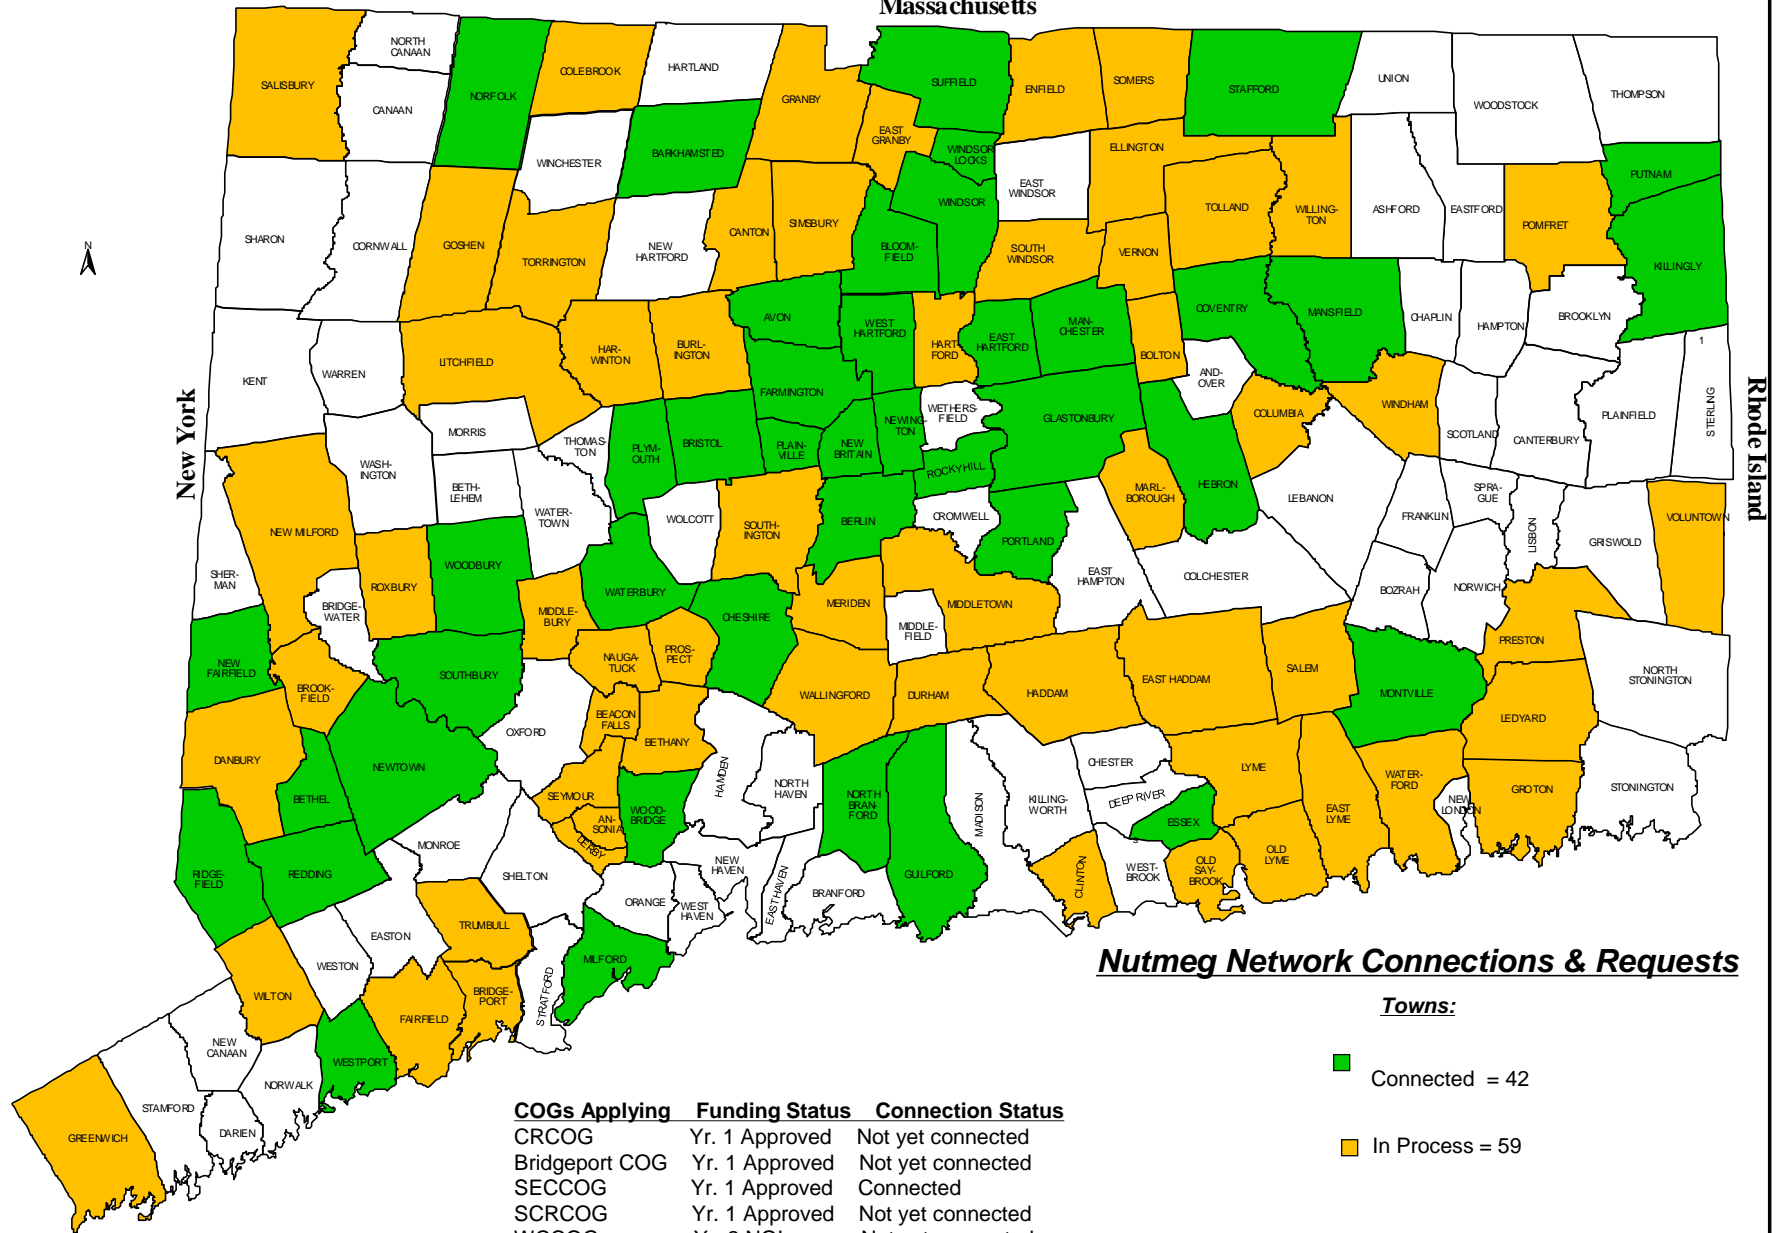 Massachusetts
NORTH
CANAAN
SALISBURY
CANAAN
NORFOLK
COLEBROOK
HARTLAND
GRANBY
SUFFIELD
ENFIELD
SOMERS
STAFFORD
UNION
WOODSTOCK
THOMPSON
EAST
GRANBY
WINDSOR
LOCKS
WINCHESTER
BARKHAMSTED
ELLINGTON
EAST
WINDSOR
WINDSOR
TOLLAND
WILLING-
TON
ASHFORD
EASTFORD
POMFRET
PUTNAM
KILLINGLY
N
SHARON
CORNWALL
GOSHEN
TORRINGTON
NEW
HARTFORD
CANTON
SIMSBURY
BLOOM-
FIELD
SOUTH
WINDSOR
VERNON
KENT
WARREN
LITCHFIELD
HAR-
WINTON
BURL-
INGTON
AVON
WEST
HARTFORD
HART-
FORD
EAST
HARTFORD
MAN-
CHESTER
BOLTON
COVENTRY
MANSFIELD
CHAPLIN
HAMPTON
BROOKLYN
1
STERLING
New York
Rhode Island
MORRIS
WASH-
INGTON
BETH-
LEHEM
THOMAS-
TON
PLYM-
OUTH
BRISTOL
FARMINGTON
PLAIN-
VILLE
NEW
BRITAIN
NEWING-
TON
WETHERS-
FIELD
GLASTONBURY
AND-
OVER
COLUMBIA
WINDHAM
SCOTLAND
CANTERBURY
PLAINFIELD
NEW MILFORD
WATER-
TOWN
WOLCOTT
SOUTH-
INGTON
BERLIN
ROCKYHILL
CROMWELL
PORTLAND
MARL-
BOROUGH
HEBRON
LEBANON
FRANKLIN
SPRA-
GUE
LISBON
GRISWOLD
VOLUNTOWN
SHER-
MAN
BRIDGE-
WATER
ROXBURY
WOODBURY
MIDDLE-
BURY
WATERBURY
CHESHIRE
MERIDEN
MIDDLETOWN
MIDDLE-
FIELD
EAST
HAMPTON
COLCHESTER
BOZRAH
NORWICH
PRESTON
NEW
FAIRFIELD
BROOK-
FIELD
SOUTHBURY
NAUGA-
TUCK
PROS-
PECT
WALLINGFORD
DURHAM
HADDAM
EAST HADDAM
SALEM
MONTVILLE
NORTH
STONINGTON
LEDYARD
DANBURY
BETHEL
NEWTOWN
OXFORD
BEACON
FALLS
BETHANY
SEYMOUR
AN-
SONIA
DERBY
WOOD-
BRIDGE
HAMDEN
NORTH
HAVEN
NORTH
BRAN-
FORD
GUILFORD
MADISON
KILLING-
WORTH
CHESTER
DEEP RIVER
ESSEX
LYME
EAST
LYME
WATER-
FORD
NEW
LONDON
GROTON
STONINGTON
RIDGE-
FIELD
REDDING
MONROE
SHELTON
ORANGE
WEST
HAVEN
NEW
HAVEN
EAST HAVEN
BRANFORD
CLINTON
WEST-
BROOK
OLD
SAY-
BROOK
OLD
LYME
WILTON
WESTON
EASTON
TRUMBULL
FAIRFIELD
BRIDGE-
PORT
STRATFORD
MILFORD
GREENWICH
STAMFORD
NEW
CANAAN
DARIEN
NORWALK
WESTPORT
Nutmeg Network Connections & Requests
Towns:
Connected = 42
In Process = 59
COGs Applying Funding Status Connection Status
CRCOG Yr. 1 Approved Not yet connected
Bridgeport COG Yr. 1 Approved Not yet connected
SECCOG Yr. 1 Approved Connected
SCRCOG Yr. 1 Approved Not yet connected